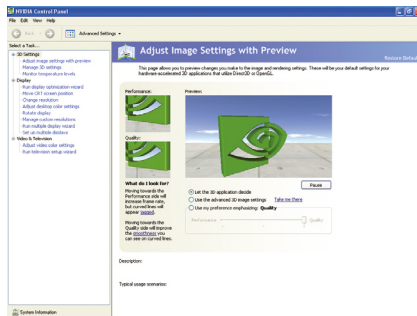 NVIDIA Control Panel
File Edit View Help
Back
Advanced Settings
Select a Task...
3D Settings
Adjust image settings with preview
Manage 3D settings
Monitor temperature levels
Display
Run display optimization wizard
Move CRT screen position
Change resolution
Adjust desktop color settings
Rotate display
Manage custom resolutions
Run multiple display wizard
Set up multiple displays
Video & Television
Adjust video color settings
Run television setup wizard
System Information
Adjust Image Settings with Preview
Restore Default
This page allows you to preview changes you make to the image and rendering settings. These will be your default settings for your
hardware-accelerated 3D applications that utilize Direct3D or OpenGL.
Performance:
Preview:
Quality:
What do I look for?
Moving towards the
Performance side will
increase frame rate,
but curved lines will
appear jagged.
Moving towards the
Quality side will improve
the smoothness you
can see on curved lines.
Pause
Let the 3D application decide
Use the advanced 3D image settings Take me there
Use my preference emphasizing: Quality
Performance Quality
Description:
Typical usage scenarios: